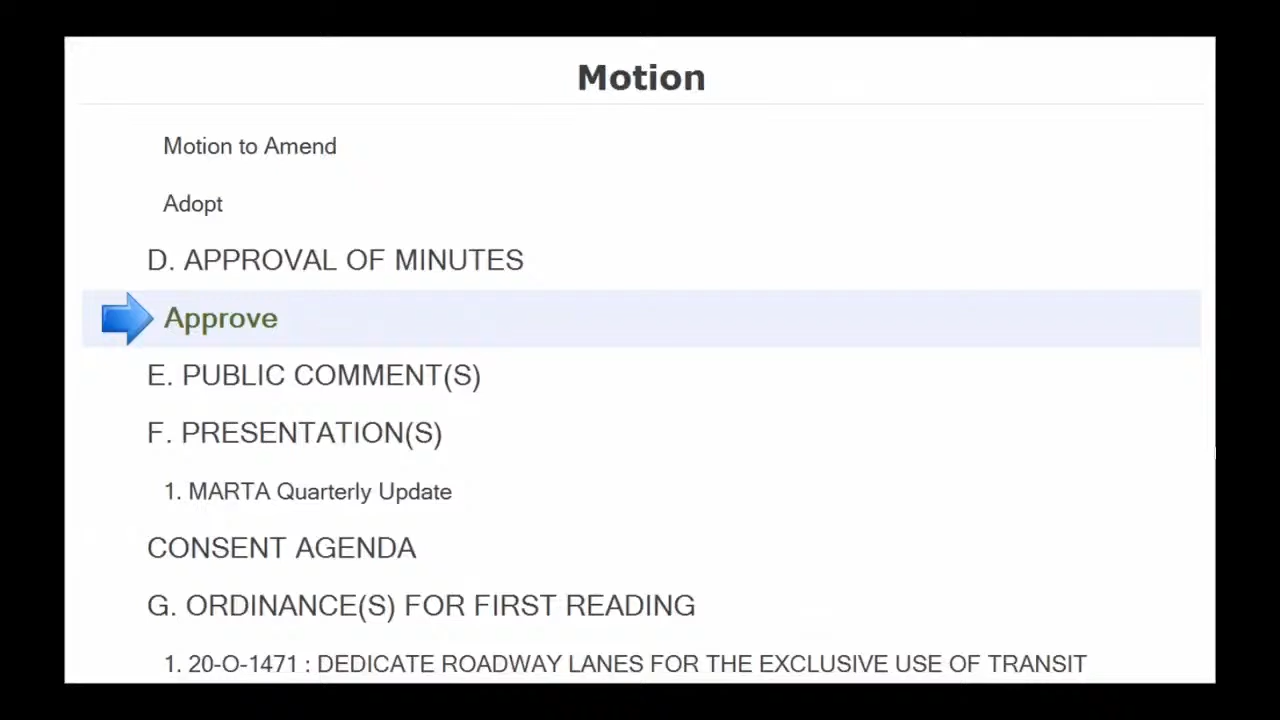 Motion
Motion to Amend
Adopt
D. APPROVAL OF MINUTES
Approve
E. PUBLIC COMMENT(S)
F. PRESENTATION(S)
1. MARTA Quarterly Update
CONSENT AGENDA
G. ORDINANCE(S) FOR FIRST READING
1. 20-O-1471 : DEDICATE ROADWAY LANES FOR THE EXCLUSIVE USE OF TRANSIT